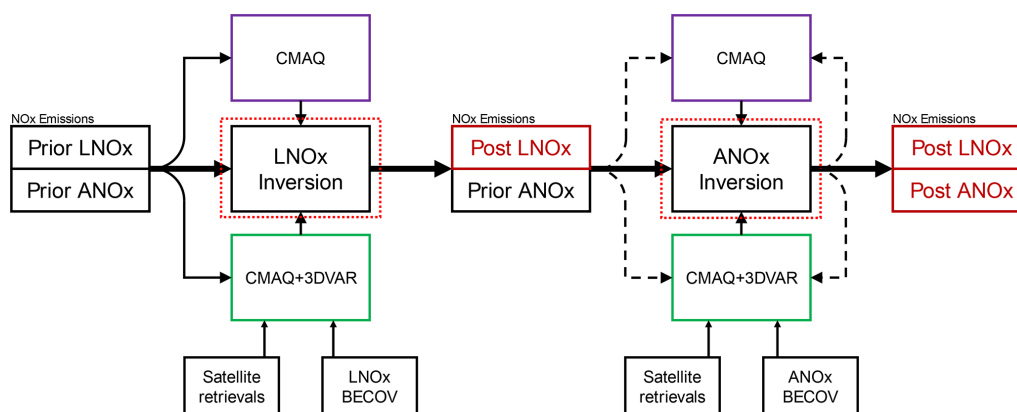 CMAQ
CMAQ
NOx Emissions
NOx Emissions
NOx Emissions
Prior LNOx
Prior ANOx
LNOx
Inversion
Post LNOx
Prior ANOx
ANOx
Inversion
Post LNOx
Post ANOx
CMAQ+3DVAR
CMAQ+3DVAR
Satellite
retrievals
LNOx
BECOV
Satellite
retrievals
ANOx
BECOV